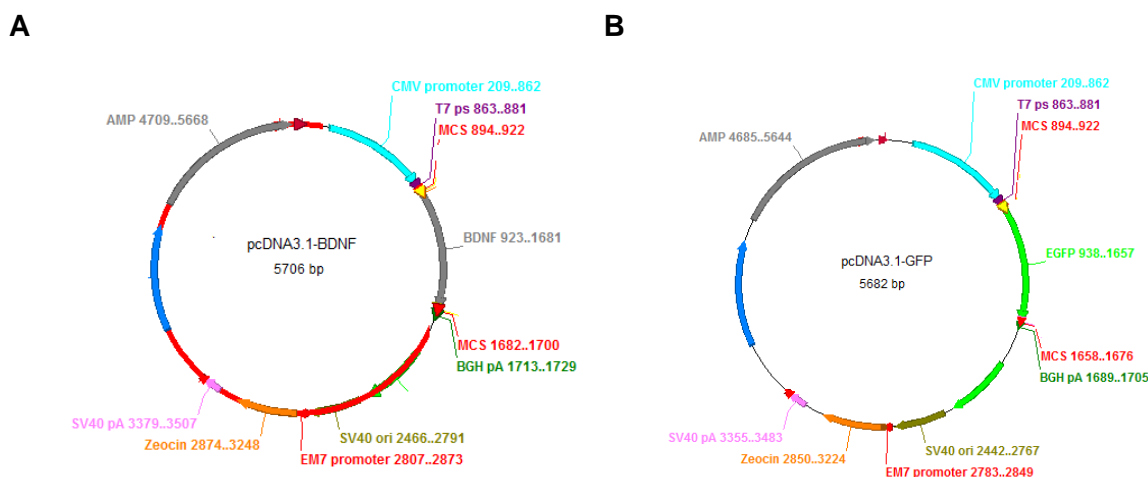 A
CMV promoter 209..862
T7 ps 863..881
MCS 894..922
AMP 4709..5668
pcDNA3.1-BDNF
5706 bp
BDNF 923..1681
MCS 1682..1700
BGH pA 1713..1729
SV40 pA 3379..3507
Zeocin 2874..3248
SV40 ori 2466..2791
EM7 promoter 2807..2873
B
CMV promoter 209..862
T7 ps 863..881
MCS 894..922
AMP 4685..5644
pcDNA3.1-GFP
5682 bp
EGFP 938..1657
MCS 1658..1676
BGH pA 1689..1705
SV40 pA 3355..3483
Zeocin 2850..3224
SV40 ori 2442..2767
EM7 promoter 2783..2849